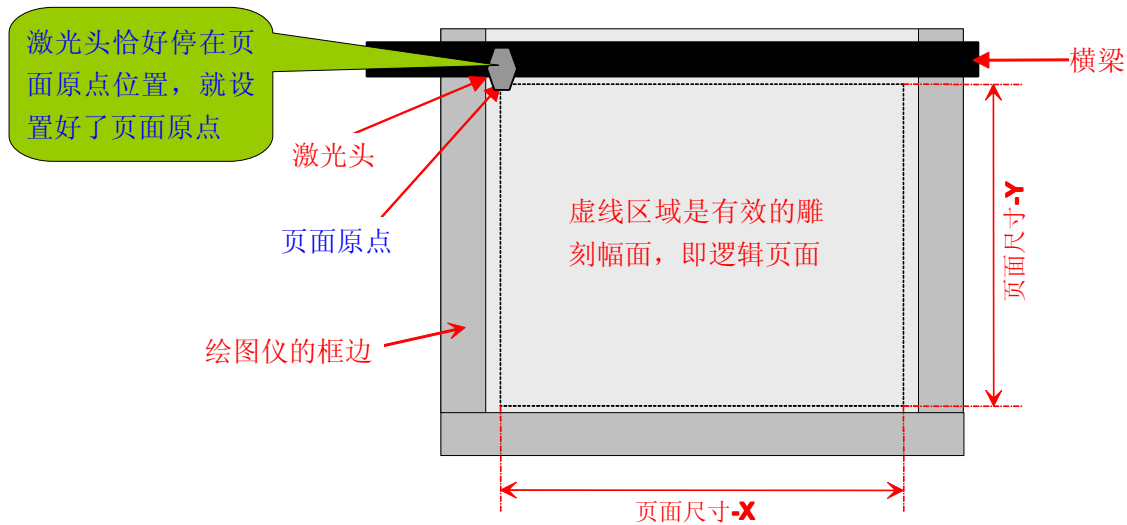 激光头恰好停在页
面原点位置，就设
置好了页面原点
横梁
激光头
虚线区域是有效的雕
刻幅面，即逻辑页面
页面尺寸-Y
页面原点
绘图仪的框边
页面尺寸-X